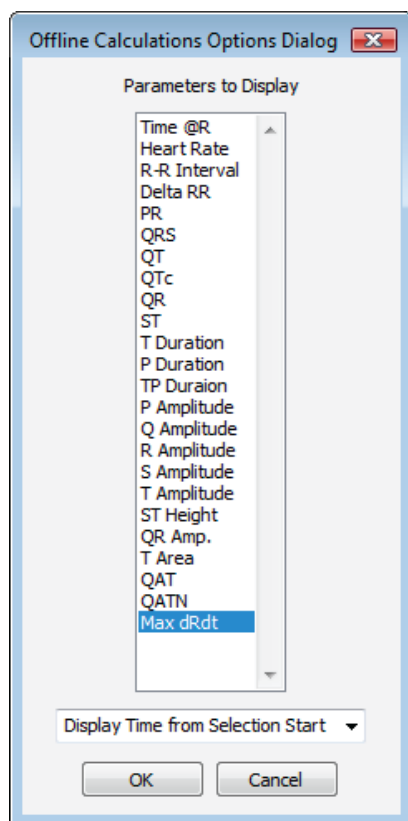 Offline Calculations Options Dialog
Parameters to Display
Time @R
Heart Rate
R-R Interval
Delta RR
PR
QRS
QT
QTc
QR
ST
T Duration
P Duration
TP Duraion
P Amplitude
Q Amplitude
R Amplitude
S Amplitude
T Amplitude
ST Height
QR Amp.
T Area
QAT
QATN
Max dRdt
Display Time from Selection Start
OK Cancel